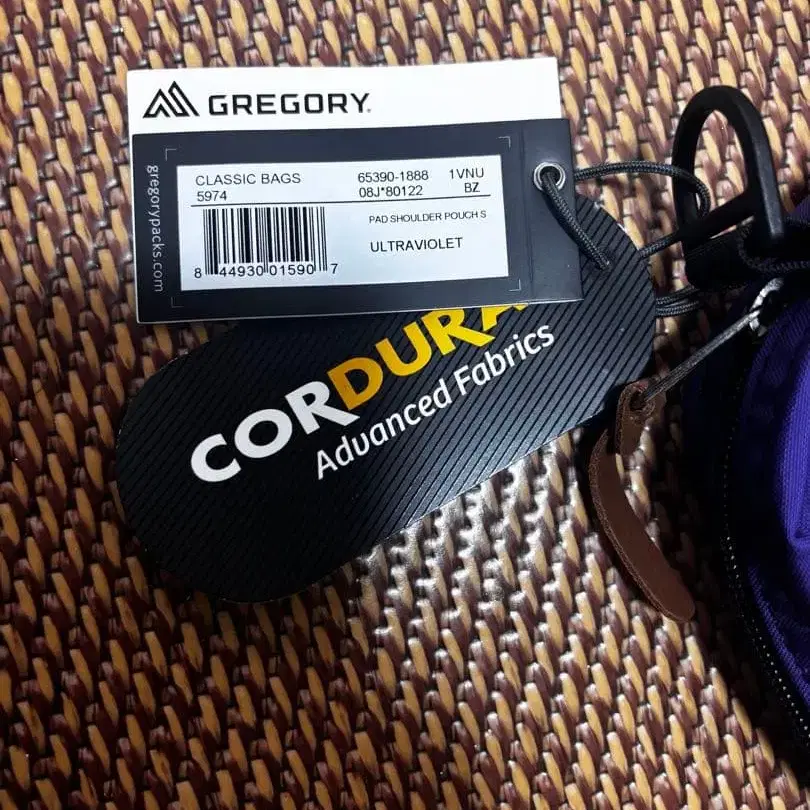 GREGORY.
gregorypacks.com
CLASSIC BAGS 65390-1888 1VNU
5974 08J*80122 BZ
PAD SHOULDER POUCH S
ULTRAVIOLET
8 44930 01590 7
CORDURA
Advanced Fabrics